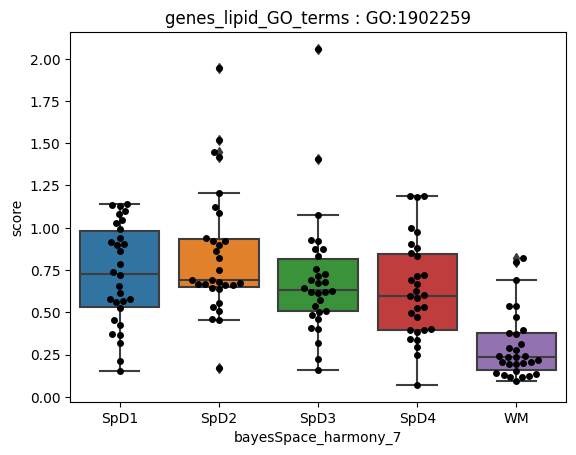 genes_lipid_GO_terms : GO:1902259
2.00
1.75
1.50
1.25
1.00
0.75
0.50
0.25
0.00
score
SpD1 SpD2 SpD3 SpD4 WM
bayesSpace_harmony_7